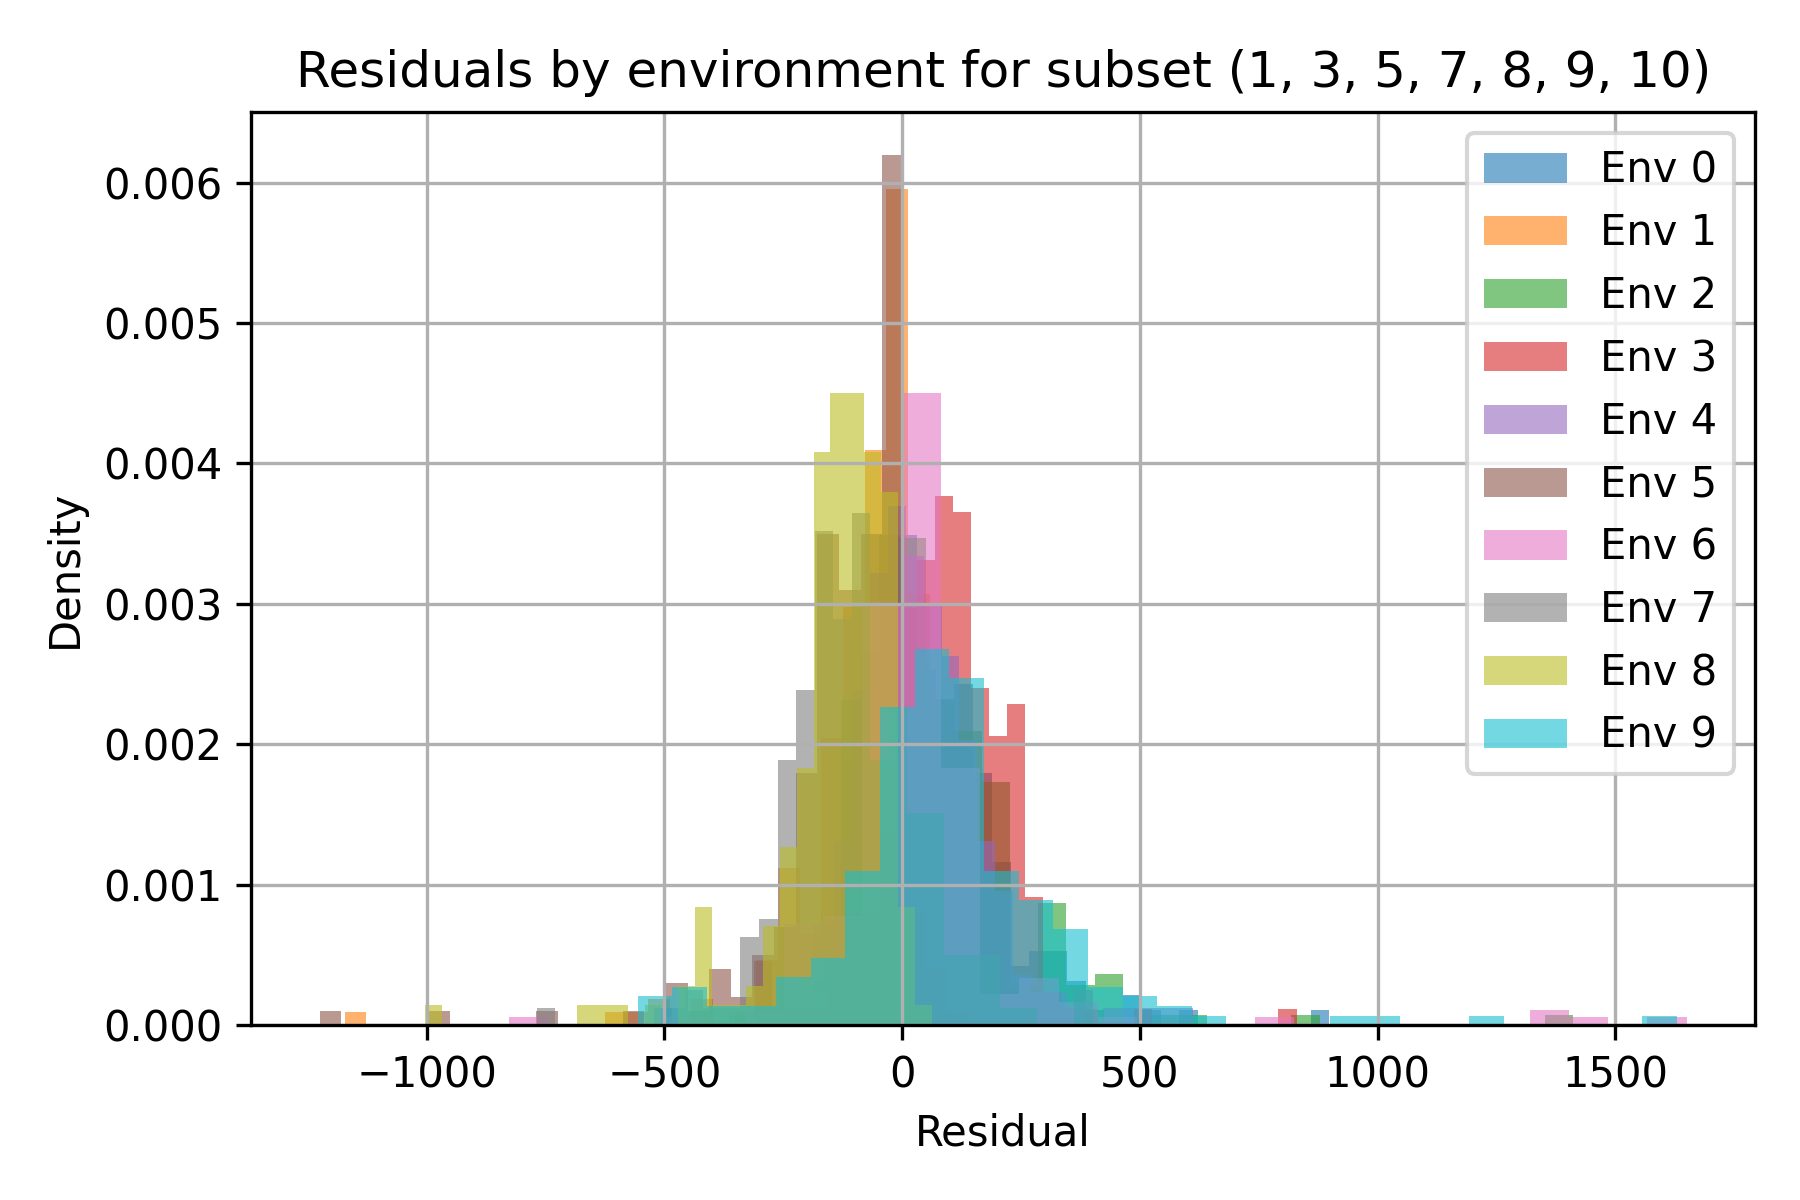 Residuals by environment for subset (1, 3, 5, 7, 8, 9, 10)
0.006
0.005
0.004
0.003
0.002
0.001
0.000
Density
−1000
−500
0
500
1000
1500
Residual
Env 0
Env 1
Env 2
Env 3
Env 4
Env 5
Env 6
Env 7
Env 8
Env 9